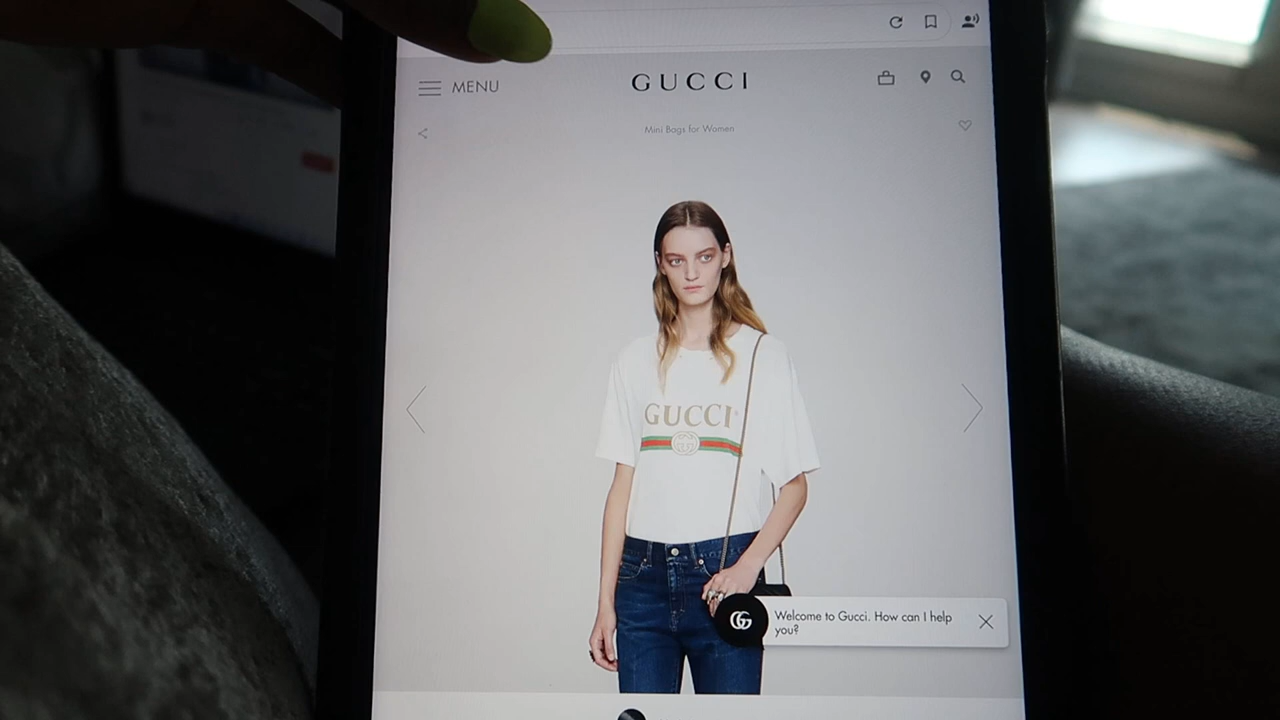 MENU
GUCCI
Mini Bags for Women
GUCCI
Welcome to Gucci. How can I help
you?